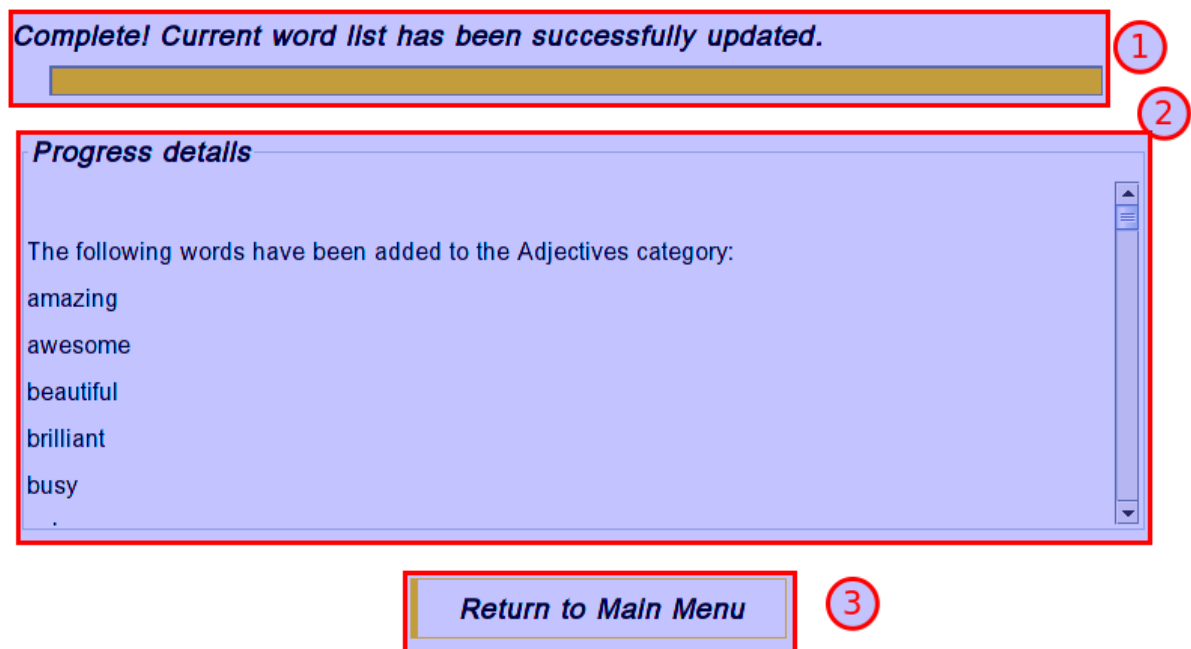 Complete! Current word list has been successfully updated.
1
2
Progress details
The following words have been added to the Adjectives category:
amazing
awesome
beautiful
brilliant
busy
Return to Main Menu
3